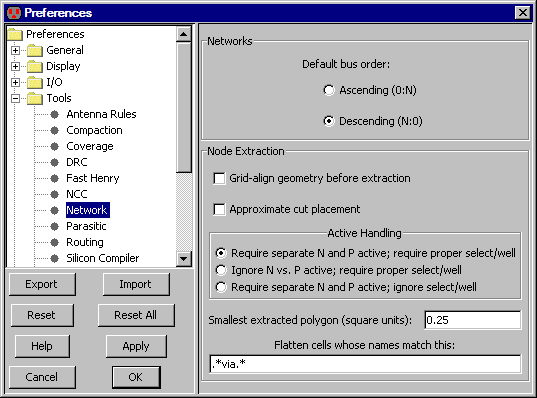 Preferences
Preferences
General
Display
I/O
Tools
Antenna Rules
Compaction
Coverage
DRC
Fast Henry
NCC
Network
Parasitic
Routing
Silicon Compiler
Export Import
Reset Reset All
Help Apply
Cancel OK
Networks
Default bus order:
Ascending (0:N)
Descending (N:0)
Node Extraction
Grid-align geometry before extraction
Approximate cut placement
Active Handling
Require separate N and P active; require proper select/well
Ignore N vs. P active; require proper select/well
Require separate N and P active; ignore select/well
Smallest extracted polygon (square units): 0.25
Flatten cells whose names match this:
.*via.*